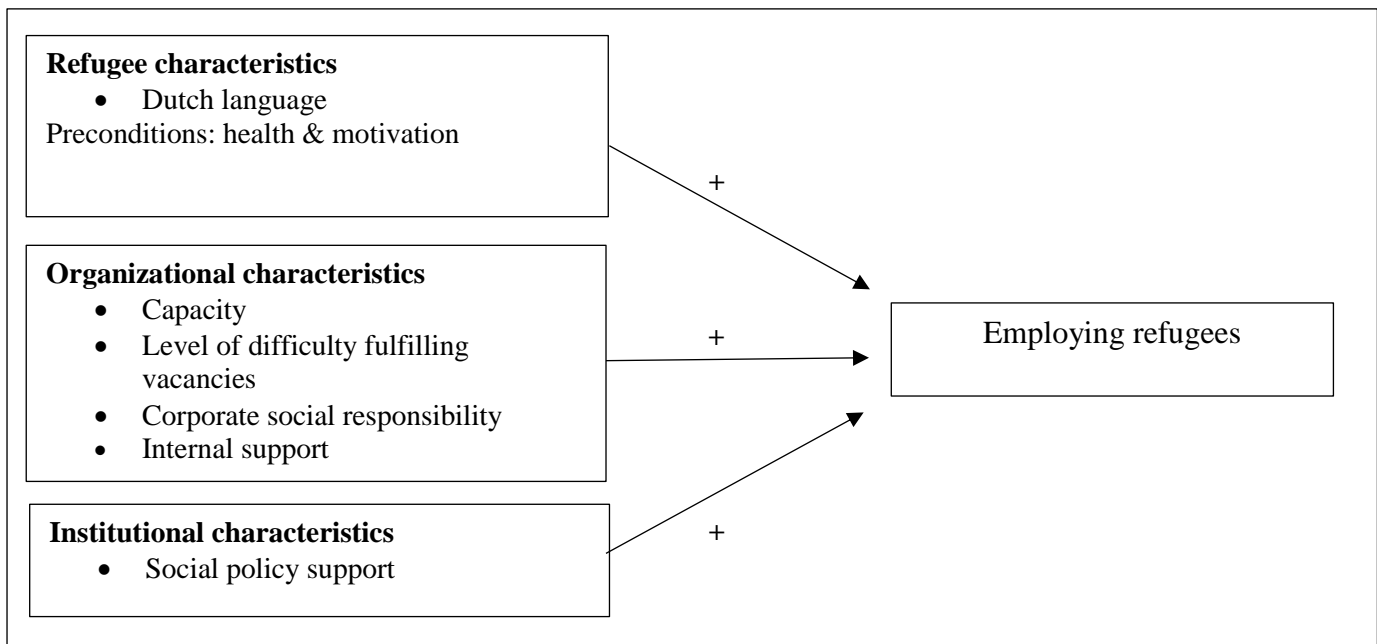 Refugee characteristics
• Dutch language
Preconditions: health & motivation
+
Organizational characteristics
• Capacity
• Level of difficulty fulfilling
vacancies
• Corporate social responsibility
• Internal support
+
Employing refugees
Institutional characteristics
• Social policy support
+